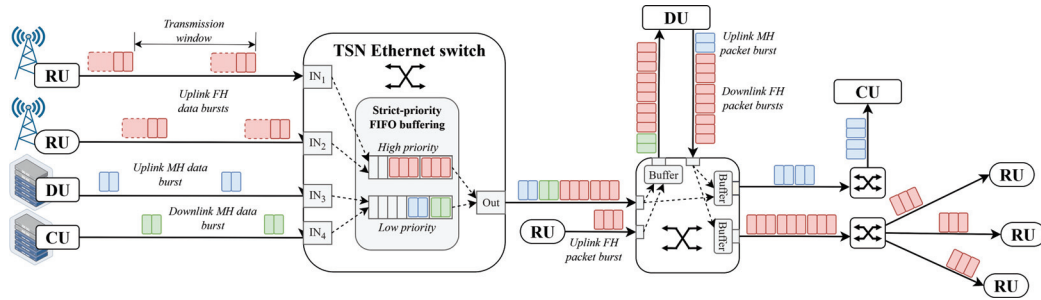 Transmission
window
RU
Uplink FH
data bursts
RU
Uplink MH data
burst
DU
Downlink MH data
burst
CU
TSN Ethernet switch
IN1
IN2
IN3
IN4
Strict-priority
FIFO buffering
High priority
Low priority
Out
RU
Uplink FH
packet burst
DU
Uplink MH
packet burst
Downlink FH
packet bursts
Buffer
Buffer
Buffer
CU
RU
RU
RU